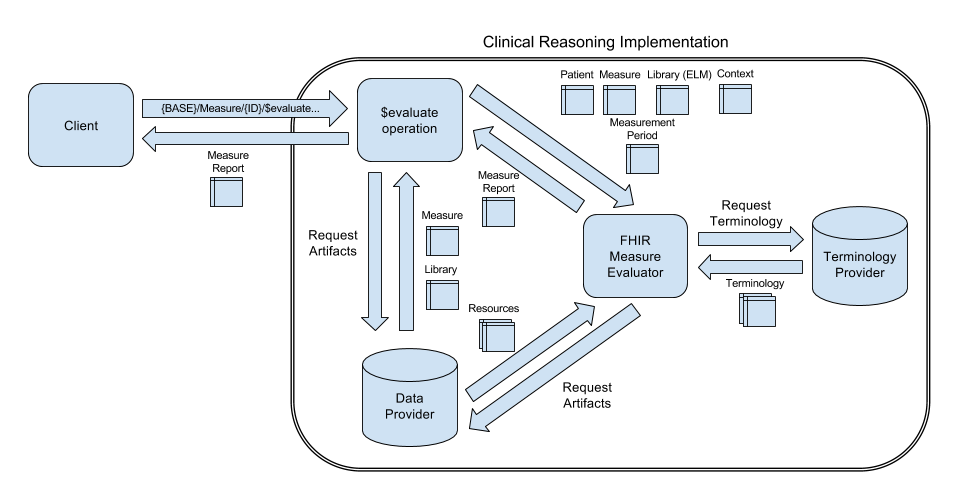 Clinical Reasoning Implementation
Patient
Measure
Library (ELM)
Context
Client
{BASE}/Measure/{ID}/$evaluate...
$evaluate
operation
Measurement
Period
Measure
Report
Measure
Report
Request
Artifacts
Measure
Library
Resources
FHIR
Measure
Evaluator
Request
Terminology
Terminology
Provider
Terminology
Data
Provider
Request
Artifacts